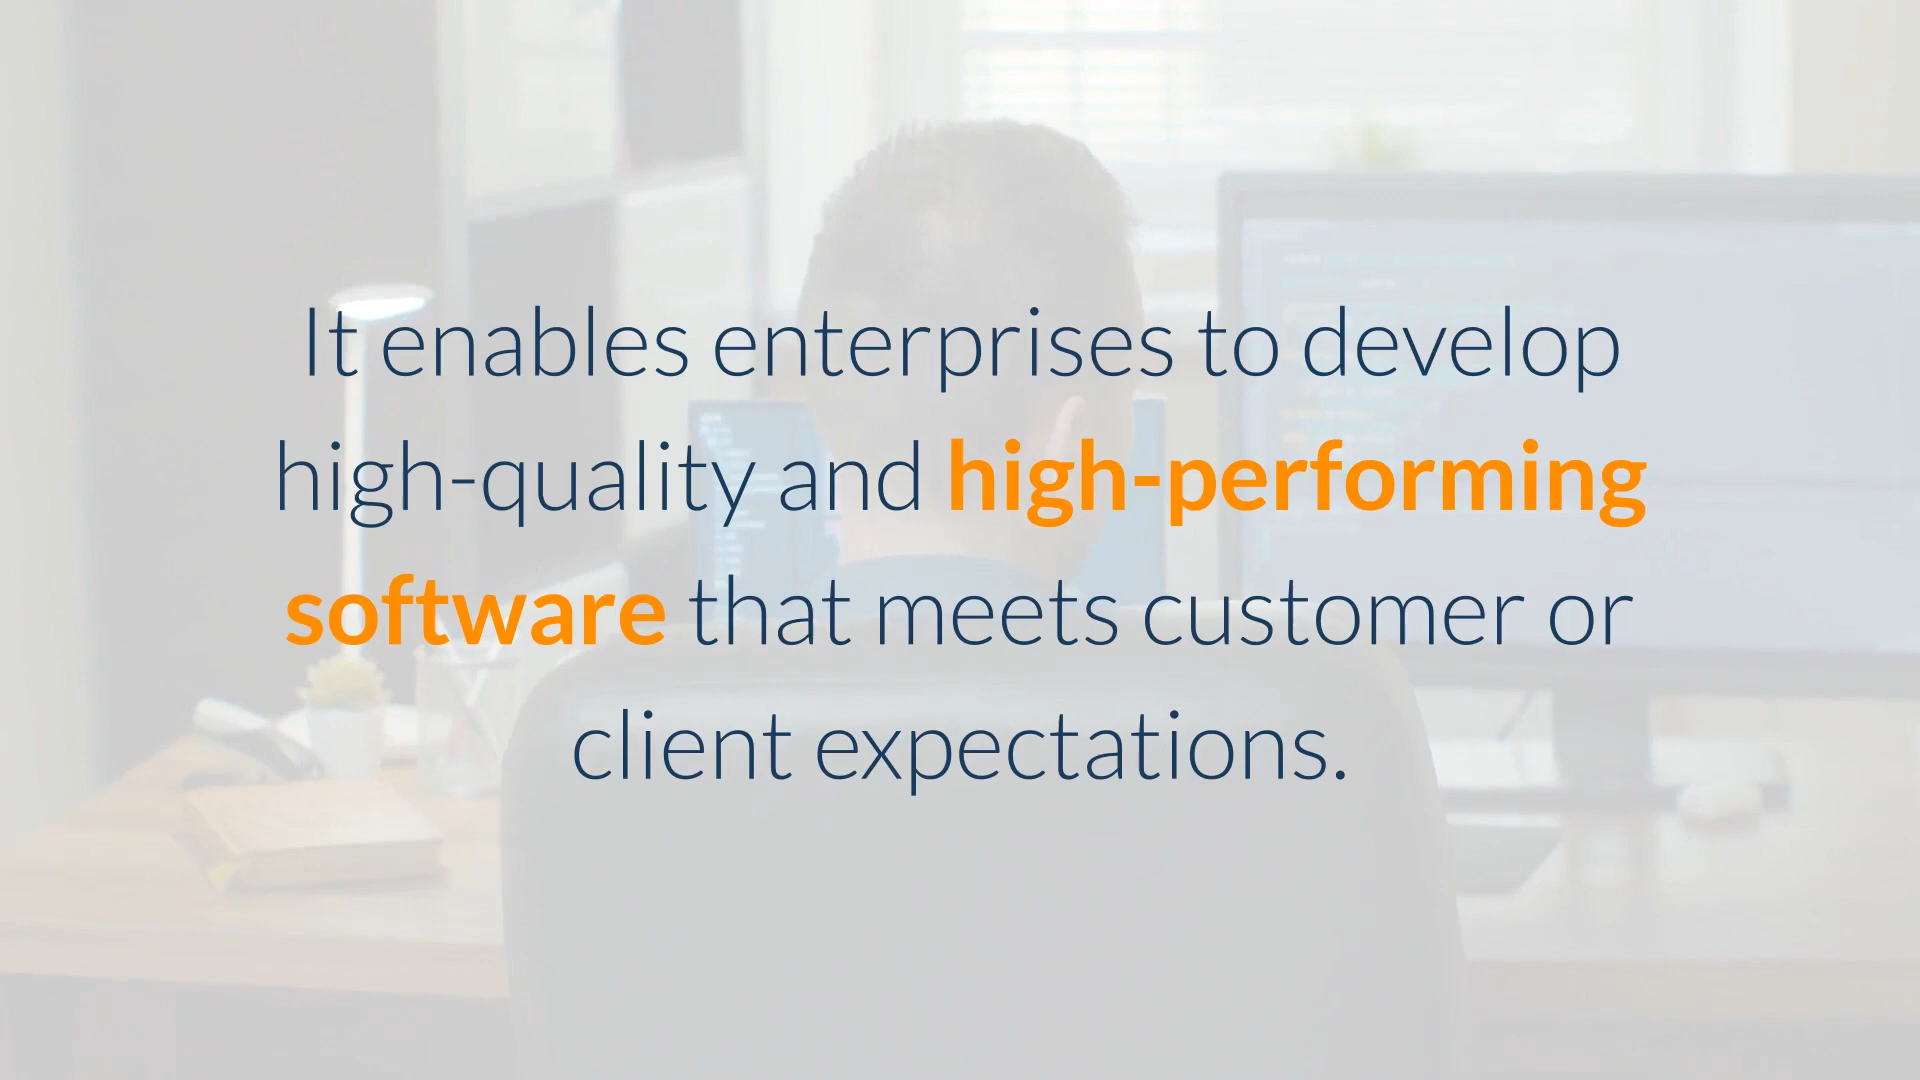 It enables enterprises to develop
high-quality and high-performing
software that meets customer or
client expectations.